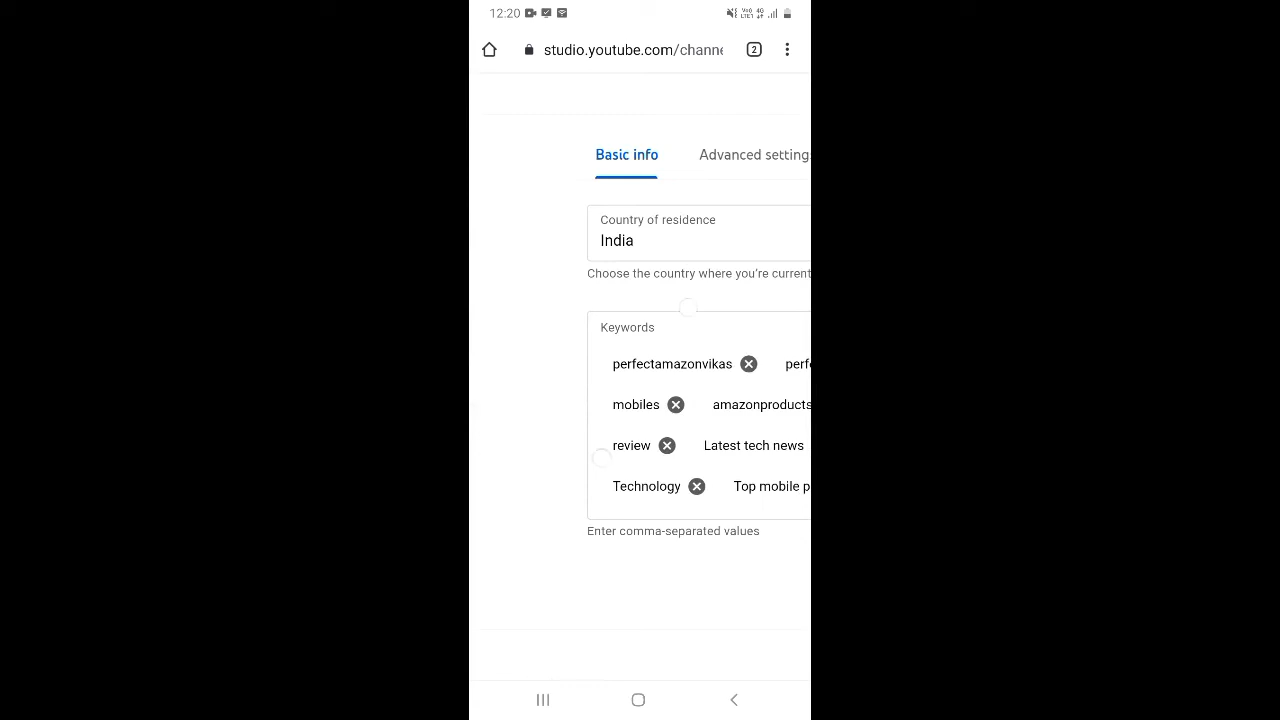 12:20
studio.youtube.com/channe
2
Basic info Advanced setting
Country of residence
India
Choose the country where you're current
Keywords
perfectamazonvikas perfe
mobiles amazonproducts
review Latest tech news
Technology Top mobile p
Enter comma-separated values